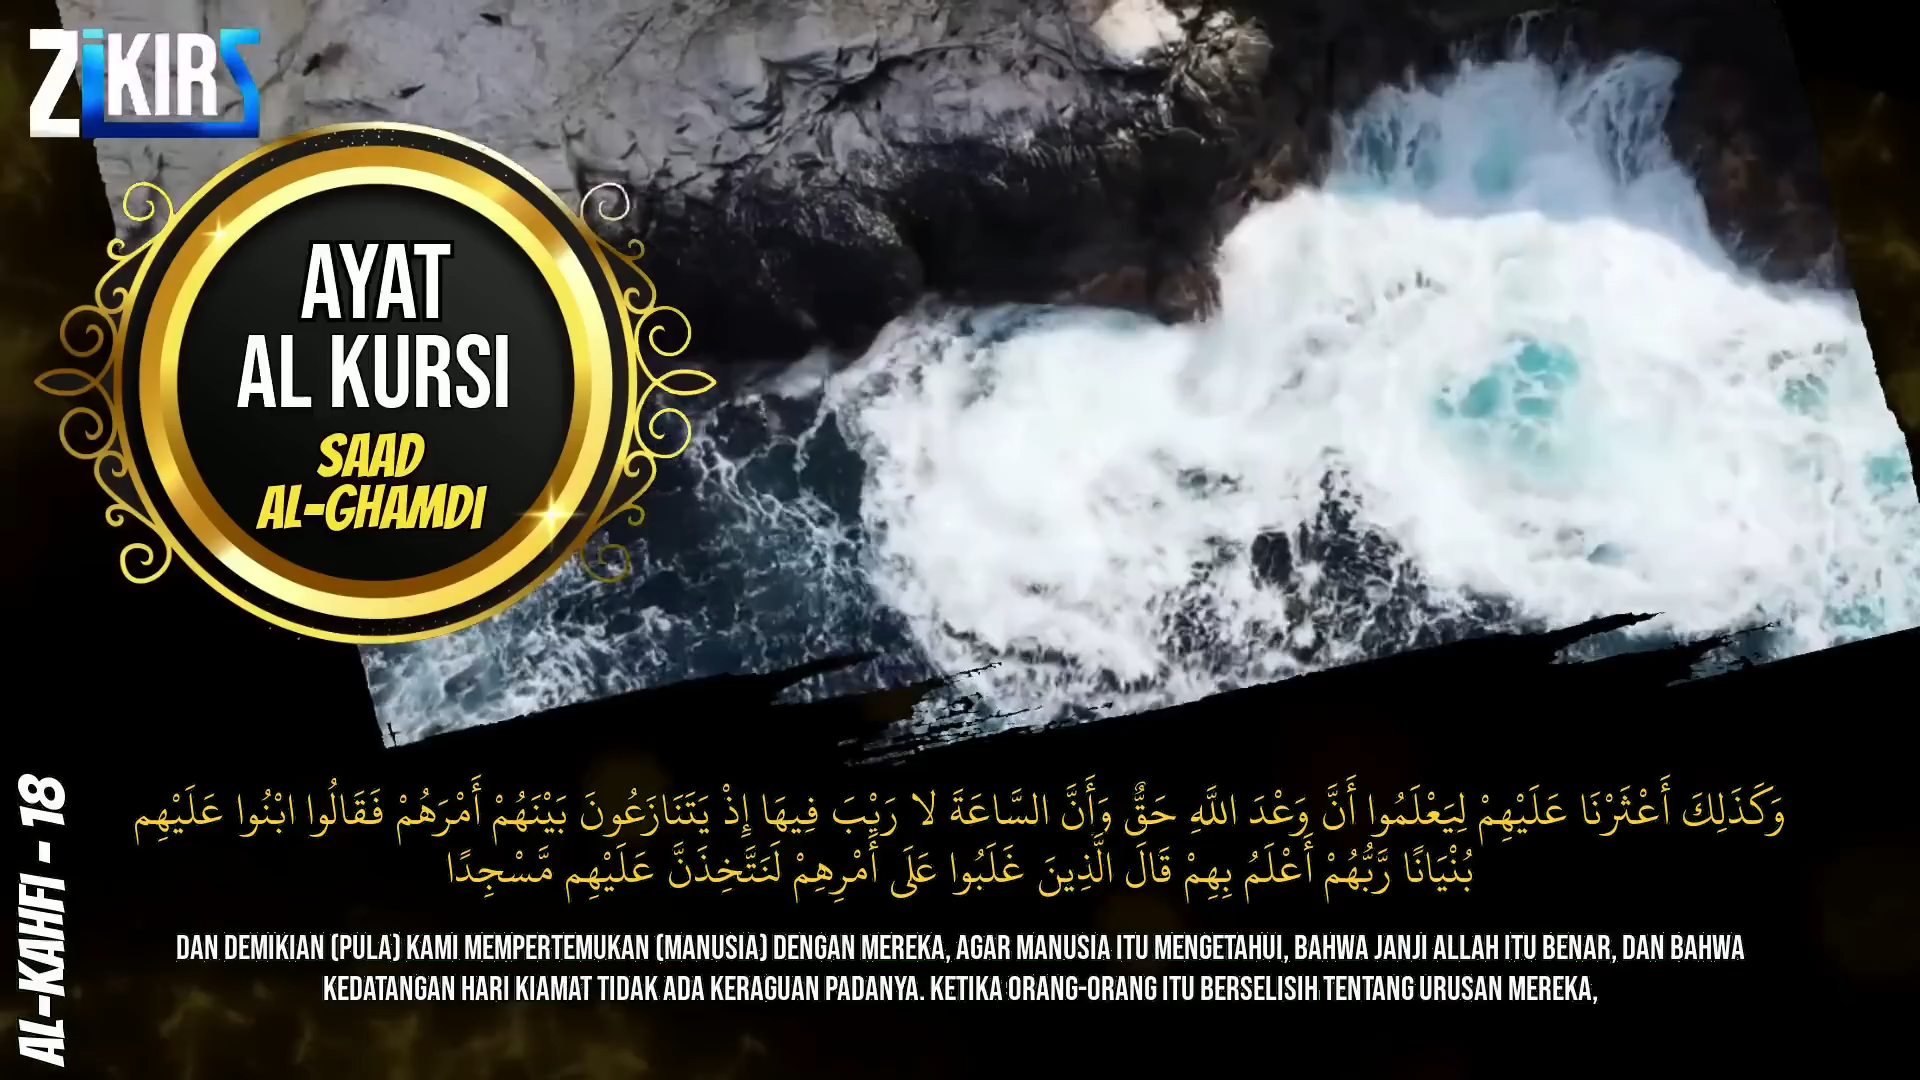 ZiKIRS
AYAT
AL KURSI
SAAD
AL-GHAMDI
وَكَذَلِكَ أَعْثَرْنَا عَلَيْهِمْ لِيَعْلَمُوا أَنَّ وَعْدَ اللَّهِ حَقٌّ وَأَنَّ السَّاعَةَ لا رَيْبَ فِيهَا إِذْ يَتَنَازَعُونَ بَيْنَهُمْ أَمْرَهُمْ فَقَالُوا ابْنُوا عَلَيْهِم
بُنْيَانًا رَّبُّهُمْ أَعْلَمُ بِهِمْ قَالَ الَّذِينَ غَلَبُوا عَلَى أَمْرِهِمْ لَنَتَّخِذَنَّ عَلَيْهِم مَّسْجِدًا
DAN DEMIKIAN (PULA) KAMI MEMPERTEMUKAN (MANUSIA) DENGAN MEREKA, AGAR MANUSIA ITU MENGETAHUI, BAHWA JANJI ALLAH ITU BENAR, DAN BAHWA
KEDATANGAN HARI KIAMAT TIDAK ADA KERAGUAN PADANYA. KETIKA ORANG-ORANG ITU BERSELISIH TENTANG URUSAN MEREKA,
AL-KAHFI - 18